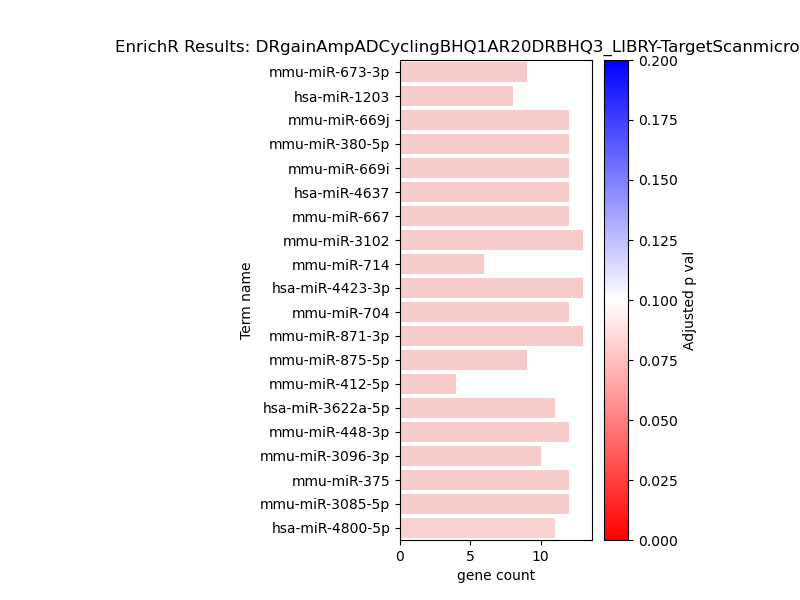 EnrichR Results: DRgainAmpADCyclingBHQ1AR20DRBHQ3_LIBRY-TargetScanmicro
Term name
mmu-miR-673-3p
hsa-miR-1203
mmu-miR-669j
mmu-miR-380-5p
mmu-miR-669i
hsa-miR-4637
mmu-miR-667
mmu-miR-3102
mmu-miR-714
hsa-miR-4423-3p
mmu-miR-704
mmu-miR-871-3p
mmu-miR-875-5p
mmu-miR-412-5p
hsa-miR-3622a-5p
mmu-miR-448-3p
mmu-miR-3096-3p
mmu-miR-375
mmu-miR-3085-5p
hsa-miR-4800-5p
0 5 10
gene count
0.200
0.175
0.150
0.125
0.100
0.075
0.050
0.025
0.000
Adjusted p val